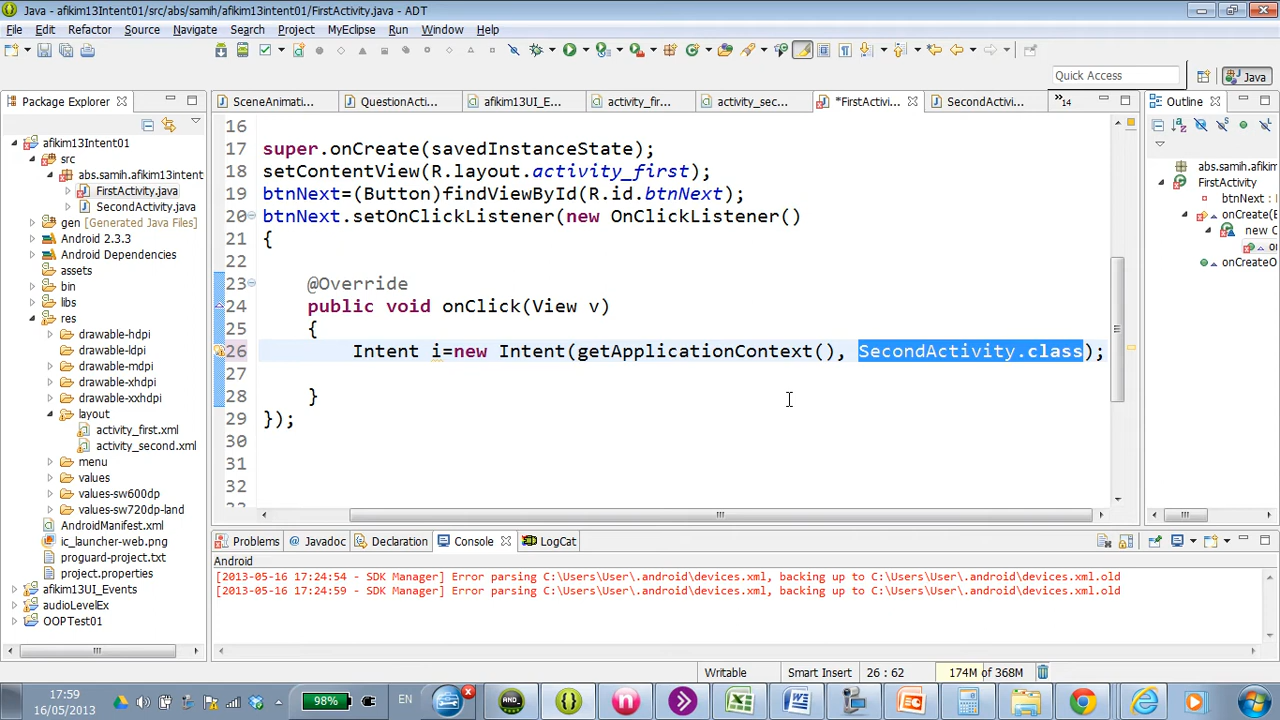 Java - afikim13Intent01/src/abs/samih/afikim13intent01/FirstActivity.java - ADT
File Edit Refactor Source Navigate Search Project MyEclipse Run Window Help
Quick Access
Java
Package Explorer
SceneAnimati...
QuestionActi...
afikim13UI_E...
activity_fir...
activity_sec...
*FirstActivi...
SecondActivi...
»14
Outline
afikim13Intent01
src
abs.samih.afikim13intent
FirstActivity.java
SecondActivity.java
gen [Generated Java Files]
Android 2.3.3
Android Dependencies
assets
bin
libs
res
drawable-hdpi
drawable-ldpi
drawable-mdpi
drawable-xhdpi
drawable-xxhdpi
layout
activity_first.xml
activity_second.xml
menu
values
values-sw600dp
values-sw720dp-land
AndroidManifest.xml
ic_launcher-web.png
proguard-project.txt
project.properties
afikim13UI_Events
audioLevelEx
OOPTest01
16
17 super.onCreate(savedInstanceState);
18 setContentView(R.layout.activity_first);
19 btnNext=(Button)findViewById(R.id.btnNext);
20 btnNext.setOnClickListener(new OnClickListener()
21 {
22
23 @Override
24 public void onClick(View v)
25 {
26 Intent i=new Intent(getApplicationContext(), SecondActivity.class);
27
28 }
29 });
30
31
32
abs.samih.afikim13
FirstActivity
btnNext :
onCreate(B
new O
o
onCreateO
Problems
Javadoc
Declaration
Console
LogCat
Android
[2013-05-16 17:24:54 - SDK Manager] Error parsing C:\Users\User\.android\devices.xml, backing up to C:\Users\User\.android\devices.xml.old
[2013-05-16 17:24:59 - SDK Manager] Error parsing C:\Users\User\.android\devices.xml, backing up to C:\Users\User\.android\devices.xml.old
Writable
Smart Insert
26 : 62
174M of 368M
17:59
16/05/2013
98%
EN